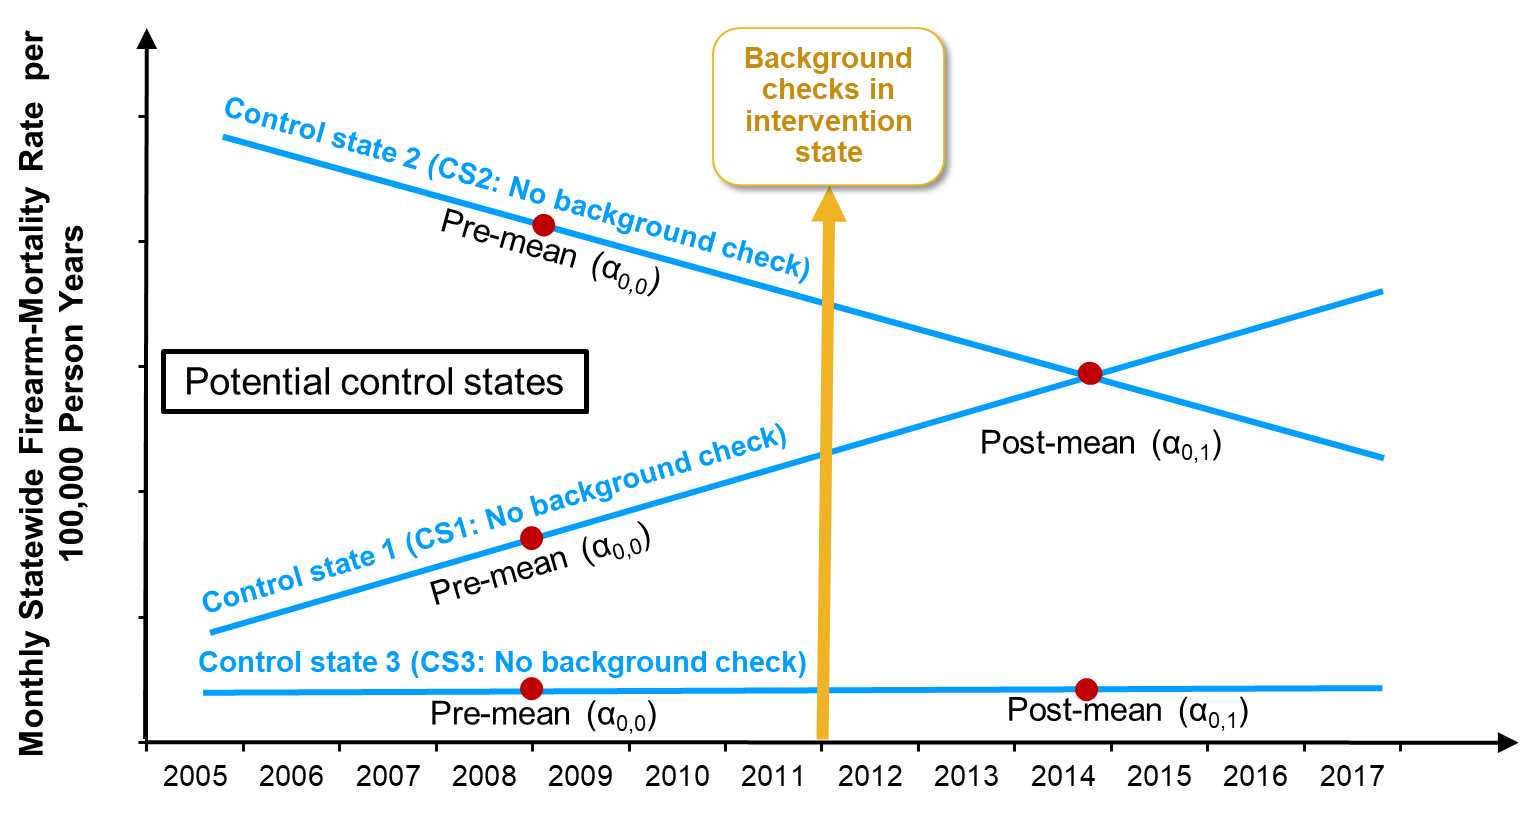 Monthly Statewide Firearm-Mortality Rate per
100,000 Person Years
Background
checks in
intervention
state
Control state 2 (CS2: No background check)
Pre-mean (α0,0)
Potential control states
Post-mean (α0,1)
Control state 1 (CS1: No background check)
Pre-mean (α0,0)
Control state 3 (CS3: No background check)
Pre-mean (α0,0)
Post-mean (α0,1)
2005 2006 2007 2008 2009 2010 2011 2012 2013 2014 2015 2016 2017